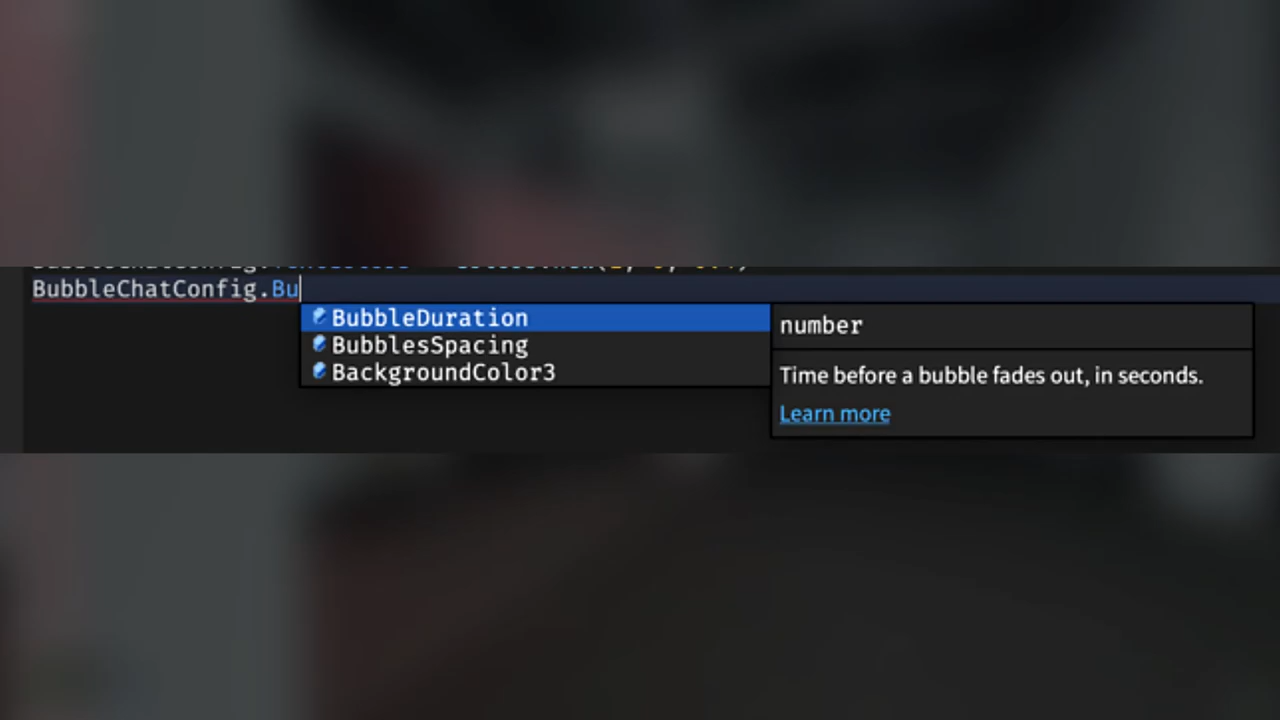 BubbleChatConfig.Bu
BubbleDuration
BubblesSpacing
BackgroundColor3
number
Time before a bubble fades out, in seconds.
Learn more